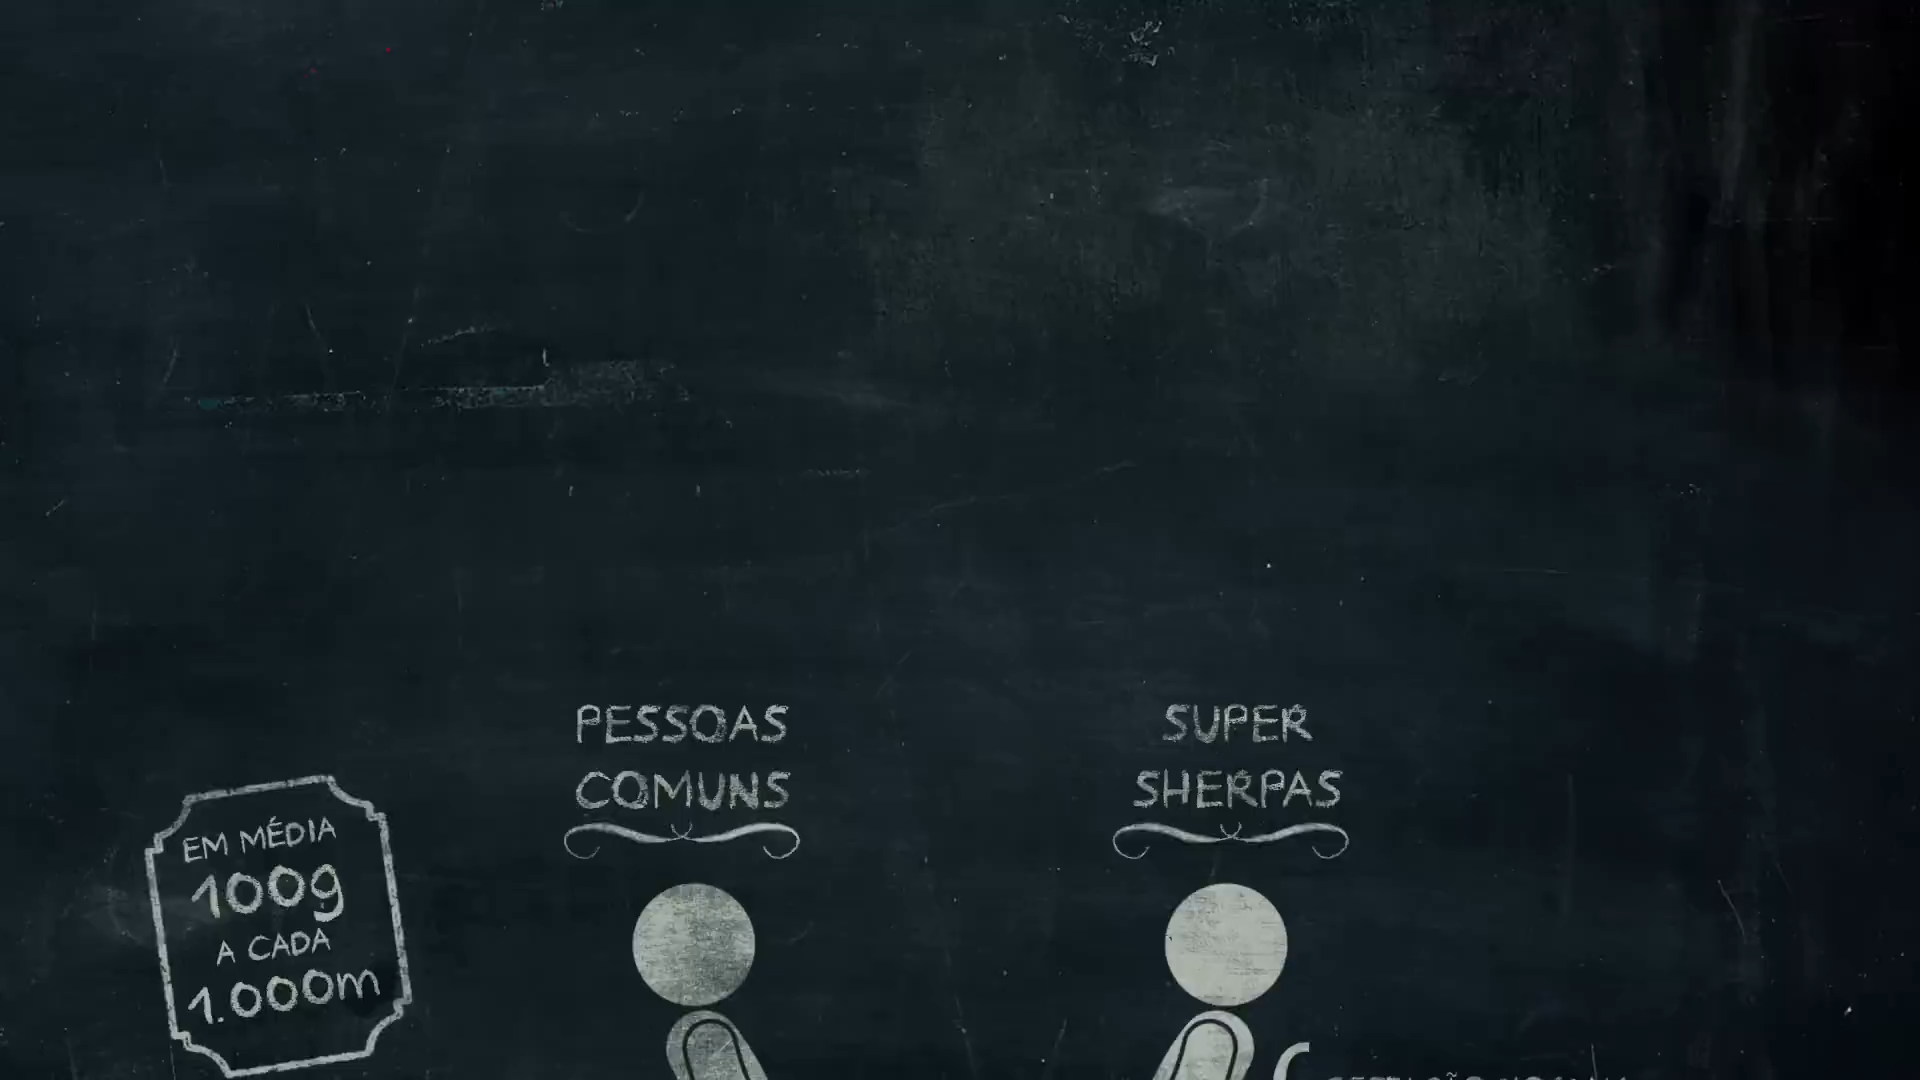 PESSOAS
COMUNS
SUPER
SHERPAS
EM MÉDIA
100g
A CADA
1.000m